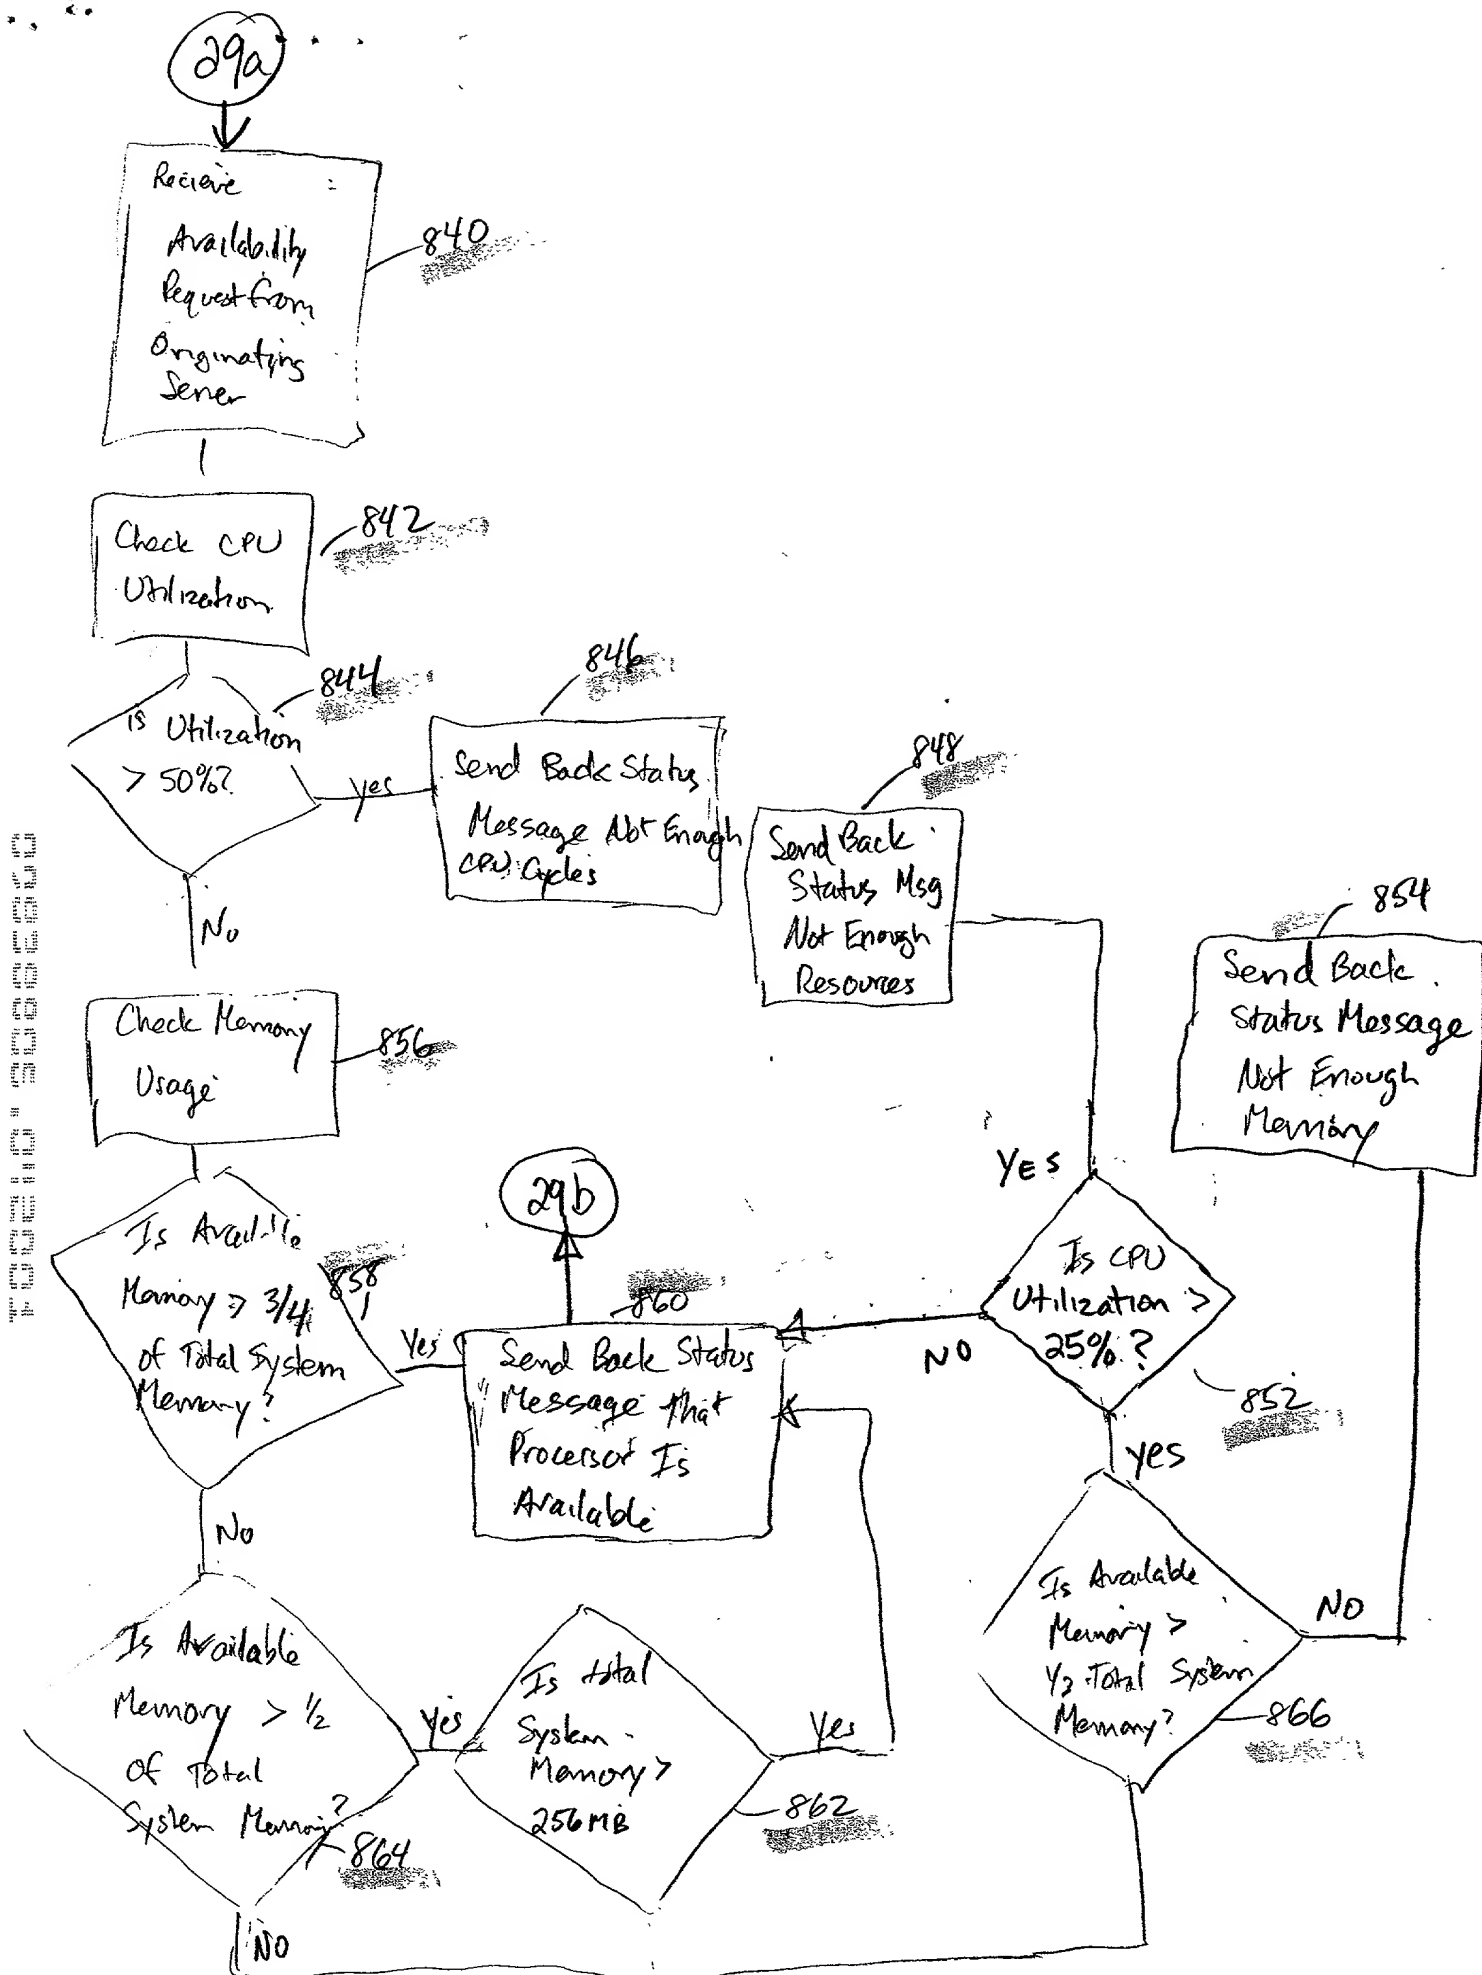 29a
Recieve
Availability
Request from
Originating
Server
840
Check CPU
Utilization
842
is Utilization
> 50%?
844
yes
No
846
Send Back Status
Message Not Enough
CPU Cycles
848
Send Back
Status Msg
Not Enough
Resources
854
Send Back
Status Message
Not Enough
Memory
Check Memory
Usage
856
29b
YES
Is Available
Memory > 3/4
of Total System
Memory?
858
Yes
No
860
Send Back Status
Message that
Processor Is
Available
Is CPU
Utilization >
25%?
NO
852
yes
Is Available
Memory > 1/2
Of Total
System Memory?
864
yes
NO
Is total
System
Memory >
256 MB
862
yes
Is Available
Memory >
Total System
Memory?
866
NO